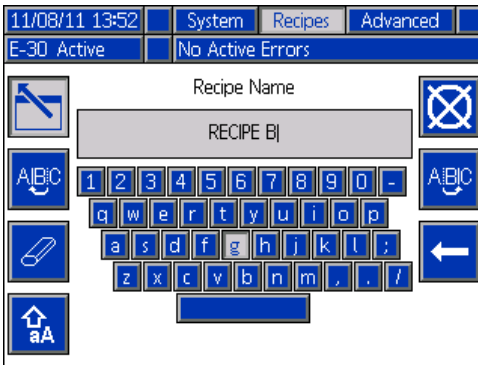 11/08/11 13:52 System Recipes Advanced
E-30 Active No Active Errors
Recipe Name
RECIPE B
ABC 1 2 3 4 5 6 7 8 9 0 - ABC
q w e r t y u i o p
a s d f g h j k l ;
z x c v b n m , . /
aA